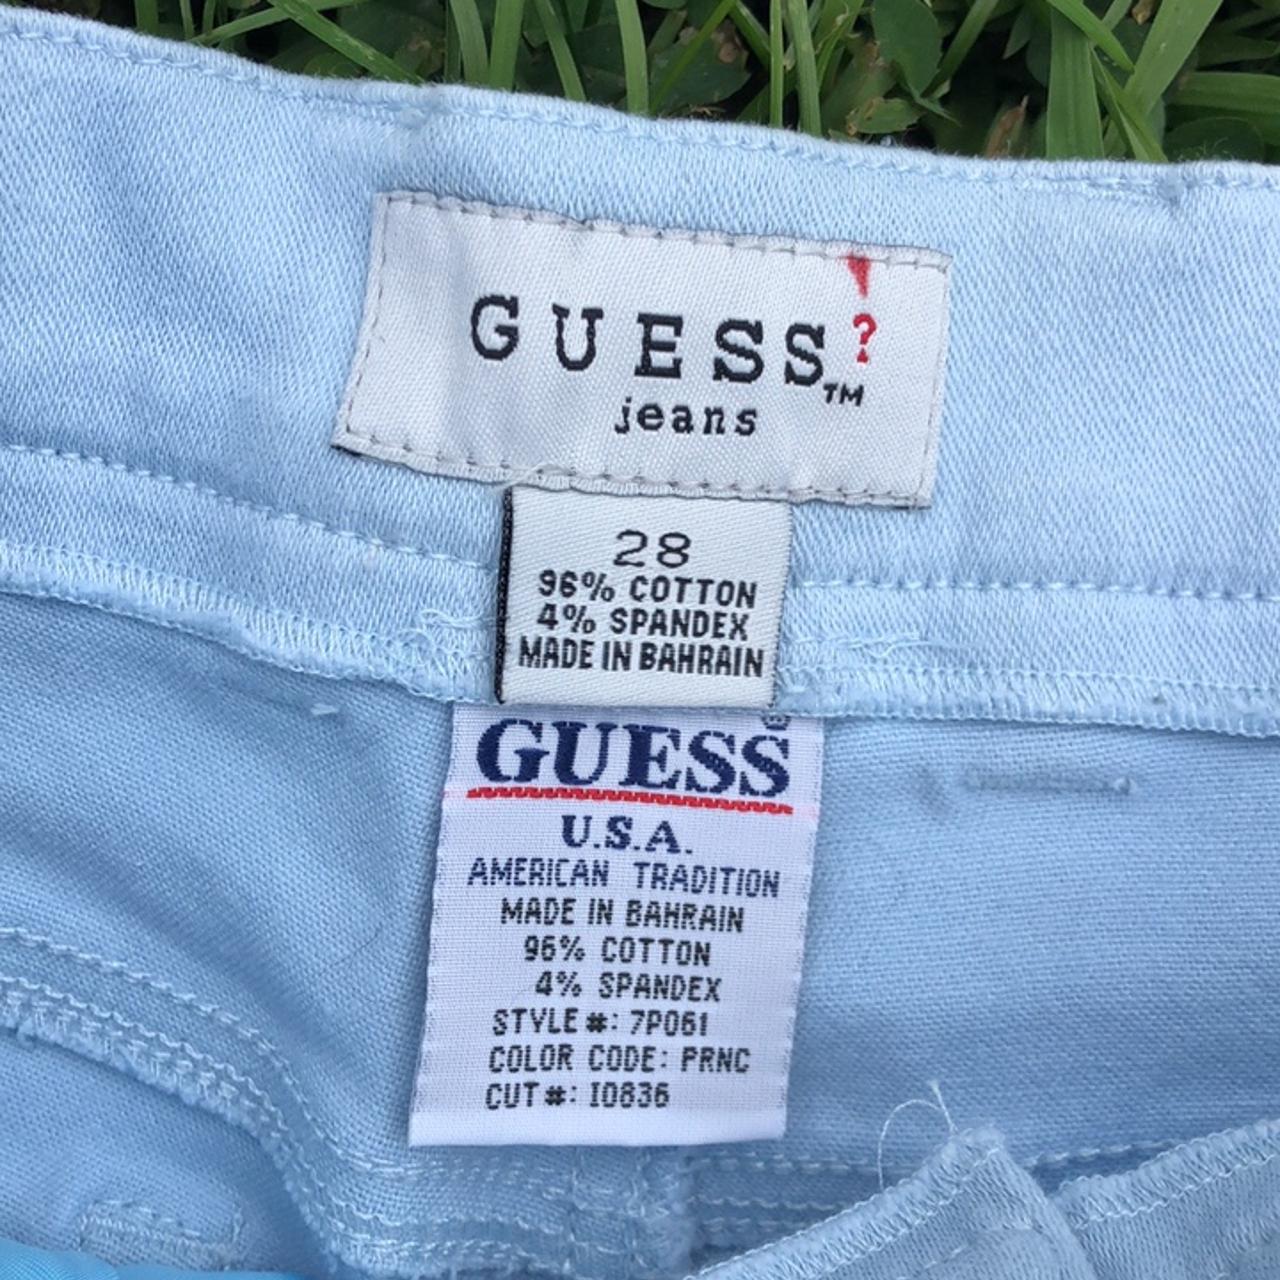 GUESS?™
jeans
28
96% COTTON
4% SPANDEX
MADE IN BAHRAIN
GUESS®
U.S.A.
AMERICAN TRADITION
MADE IN BAHRAIN
96% COTTON
4% SPANDEX
STYLE #: 7P061
COLOR CODE: PRNC
CUT #: I0836